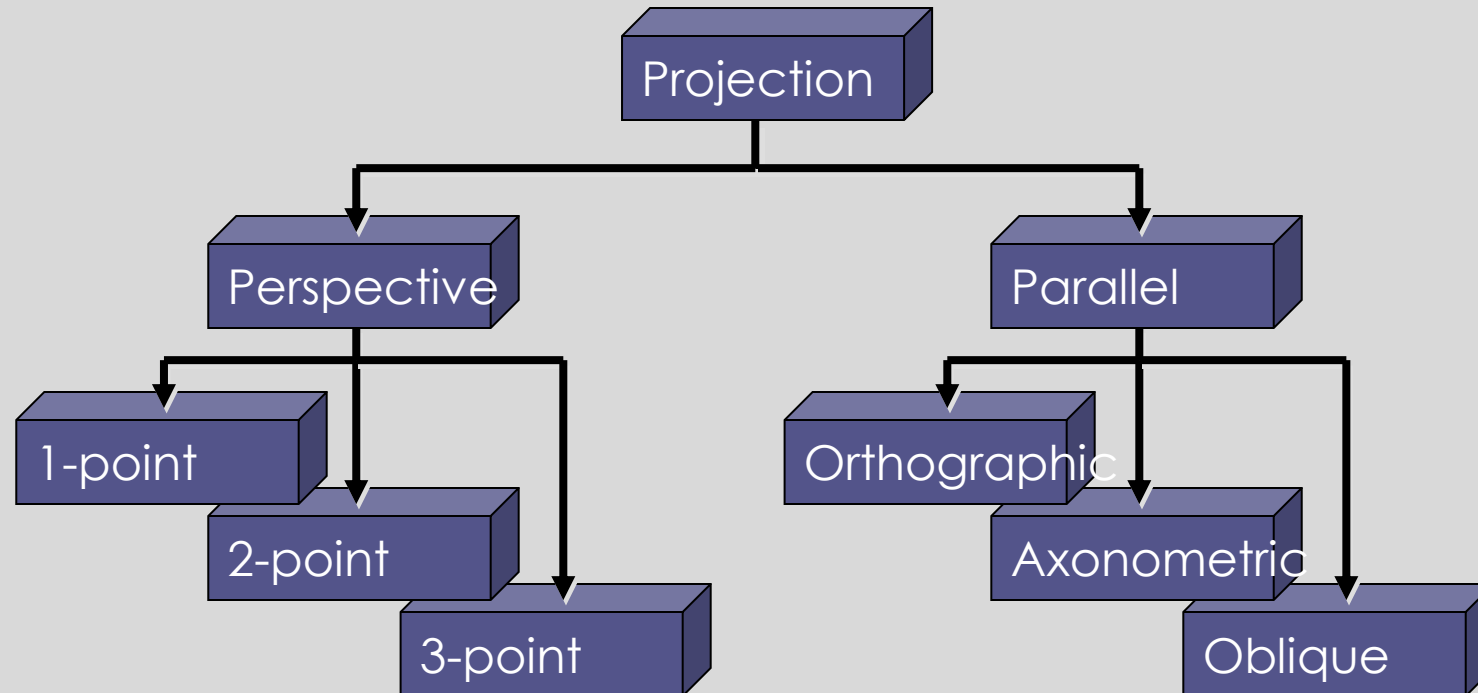 Projection
Perspective
Parallel
1-point
Orthographic
2-point
Axonometric
3-point
Oblique